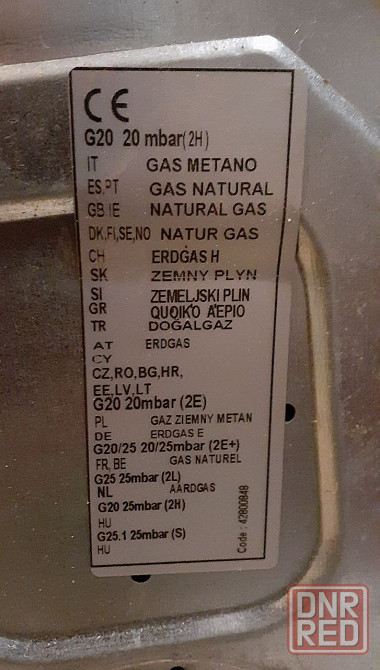 CE
G20 20 mbar(2H)
IT GAS METANO
ES,PT GAS NATURAL
GB IE NATURAL GAS
DK,FI,SE,NO NATUR GAS
CH ERDGAS H
SK ZEMNY PLYN
SI ZEMELJSKI PLIN
GR QUOIKO AEPIO
TR DOĞALGAZ
AT ERDGAS
CY
CZ,RO,BG,HR,
EE,LV,LT
G20 20mbar (2E)
PL GAZ ZIEMNY METAN
DE ERDGAS E
G20/25 20/25mbar (2E+)
FR, BE GAS NATUREL
G25 25mbar (2L)
NL AARDGAS
G20 25mbar (2H)
HU
G25.1 25mbar (S)
HU
Code : 42800848
DNR
RED